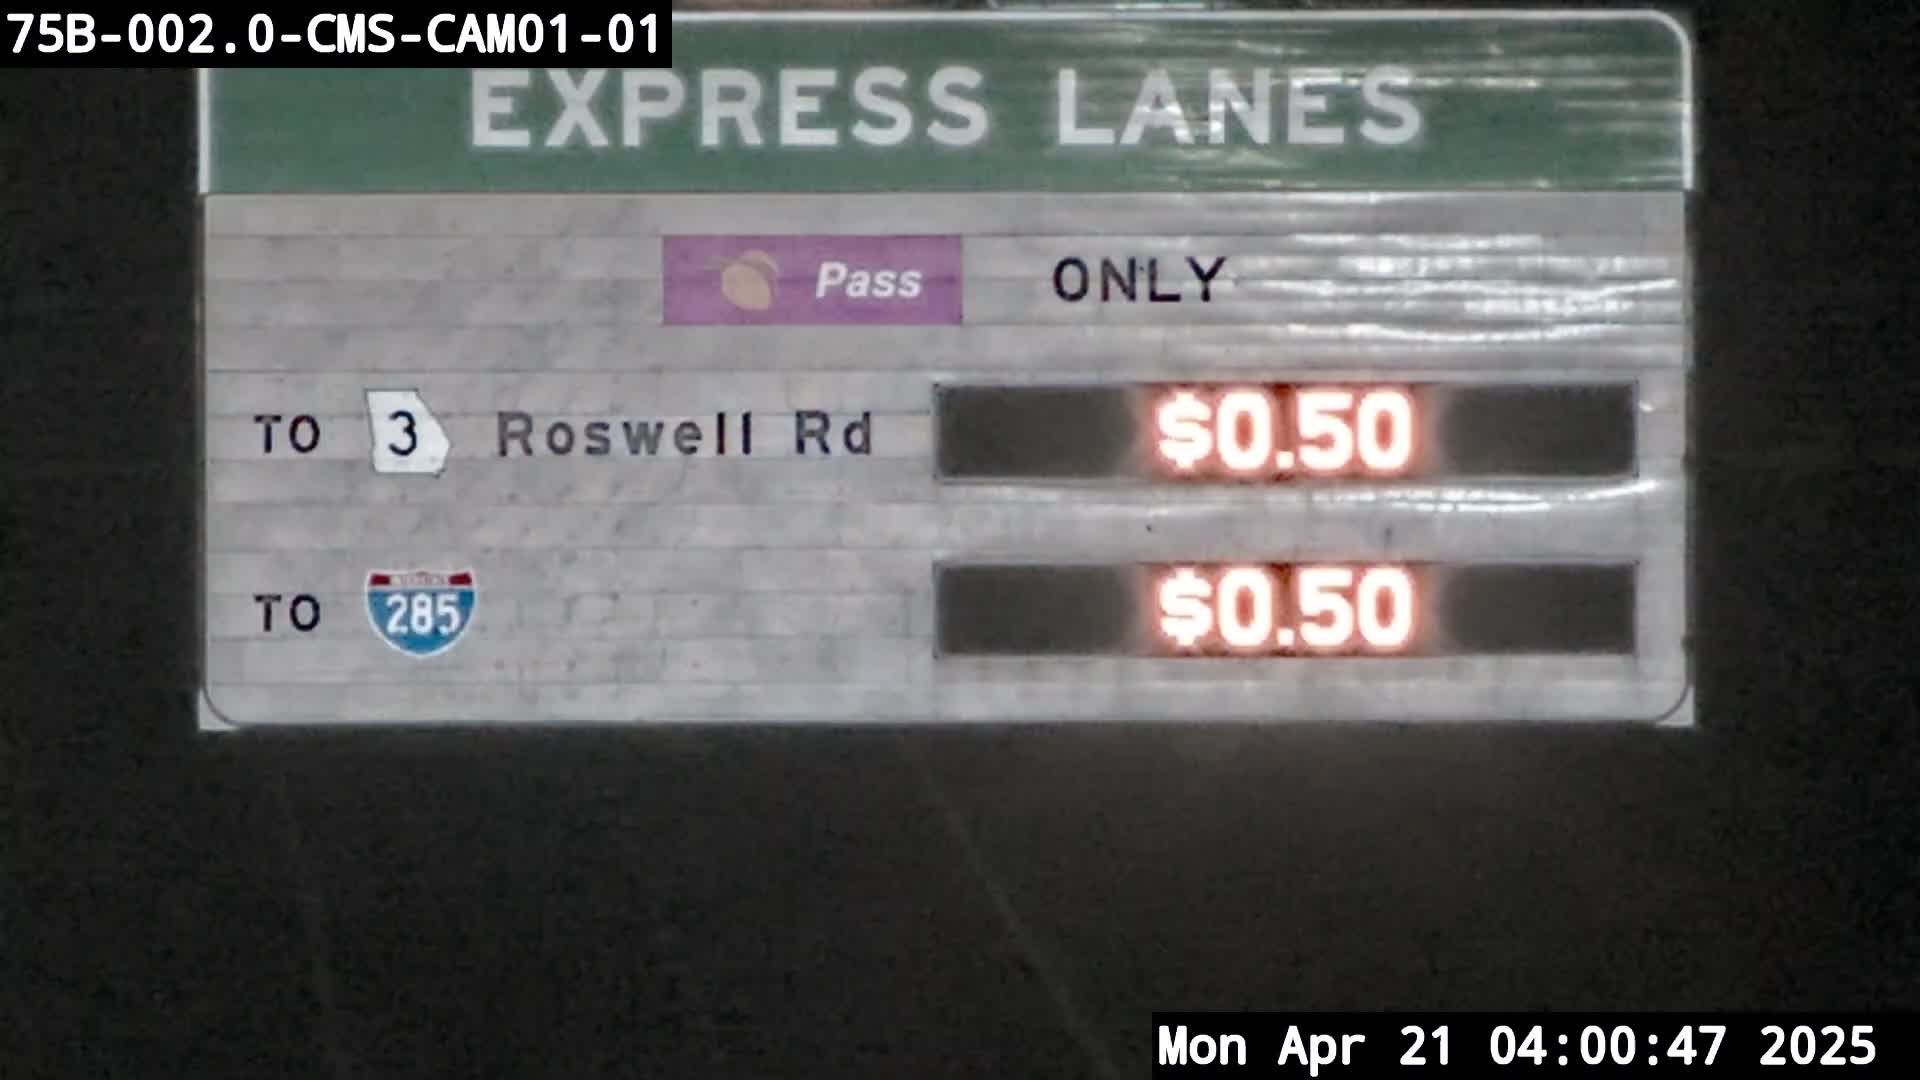 75B-002.0-CMS-CAM01-01
EXPRESS LANES
Pass ONLY
TO 3 Roswell Rd $0.50
TO 285 $0.50
Mon Apr 21 04:00:47 2025